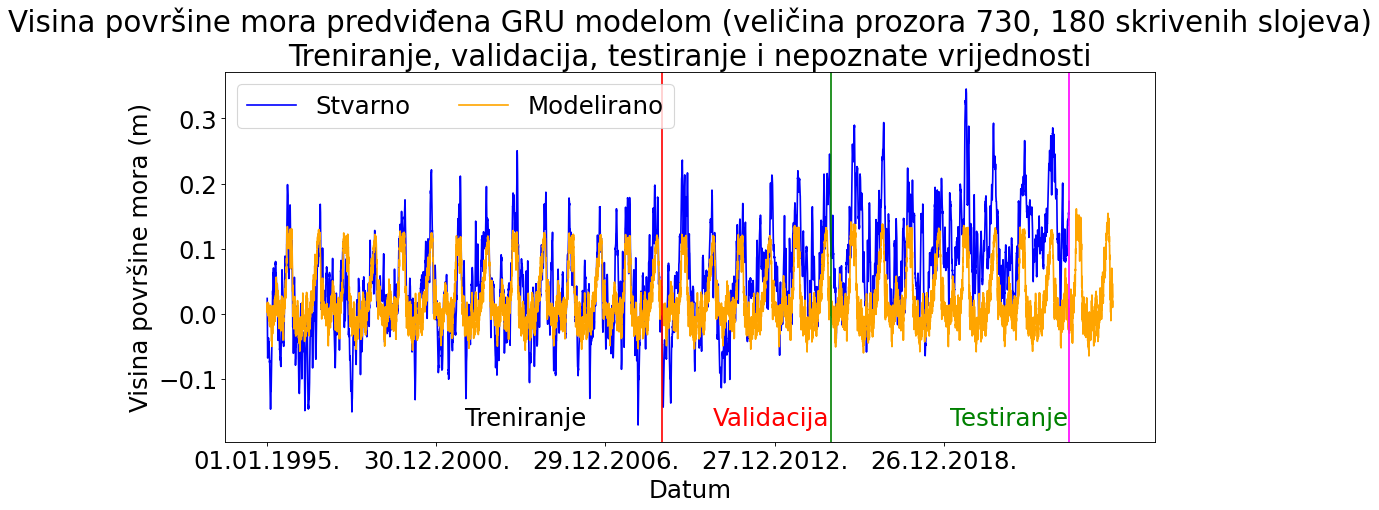 Visina površine mora predviđena GRU modelom (veličina prozora 730, 180 skrivenih slojeva)
Treniranje, validacija, testiranje i nepoznate vrijednosti
Stvarno Modelirano
Visina površine mora (m)
0.3
0.2
0.1
0.0
−0.1
Treniranje Validacija Testiranje
01.01.1995. 30.12.2000. 29.12.2006. 27.12.2012. 26.12.2018.
Datum